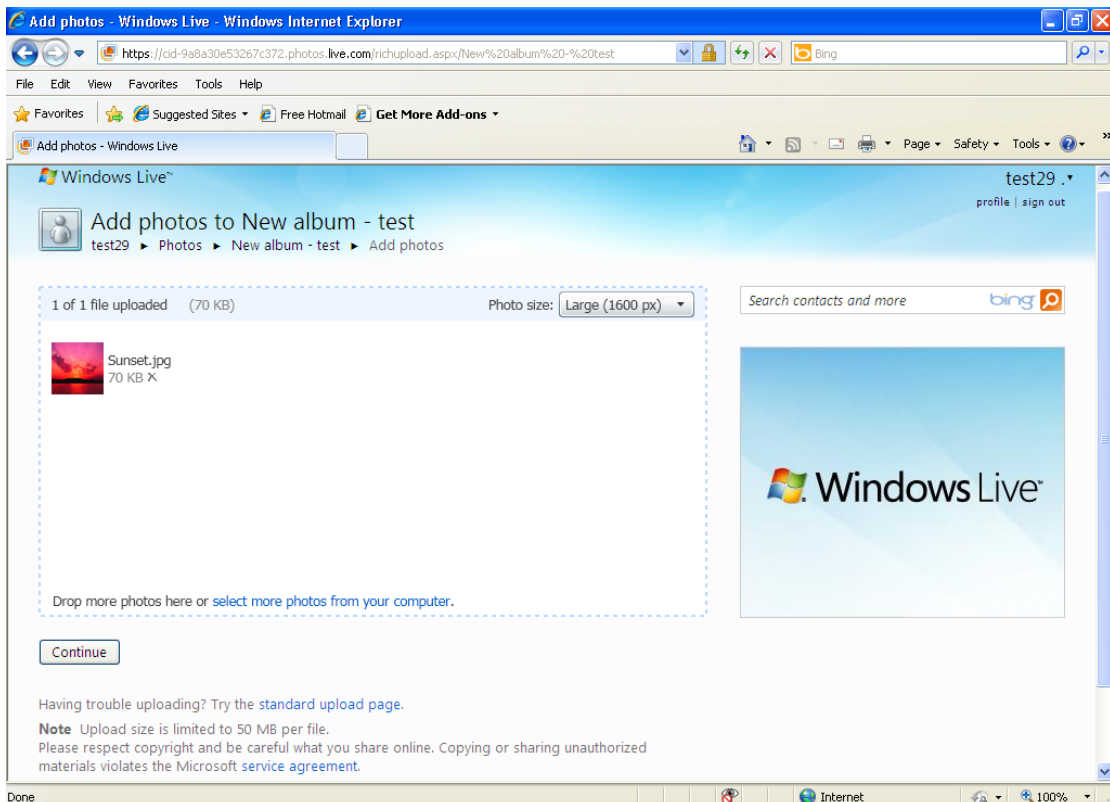 Add photos - Windows Live - Windows Internet Explorer
https://cid-9a8a30e53267c372.photos.live.com/richupload.aspx/New%20album%20-%20test
Bing
File Edit View Favorites Tools Help
Favorites Suggested Sites Free Hotmail Get More Add-ons
Add photos - Windows Live Page Safety Tools
Windows Live™ test29 .
profile | sign out
Add photos to New album - test
test29 ► Photos ► New album - test ► Add photos
1 of 1 file uploaded (70 KB) Photo size: Large (1600 px)
Search contacts and more bing
Sunset.jpg
70 KB
Windows Live™
Drop more photos here or select more photos from your computer.
Continue
Having trouble uploading? Try the standard upload page.
Note Upload size is limited to 50 MB per file.
Please respect copyright and be careful what you share online. Copying or sharing unauthorized
materials violates the Microsoft service agreement.
Done Internet 100%